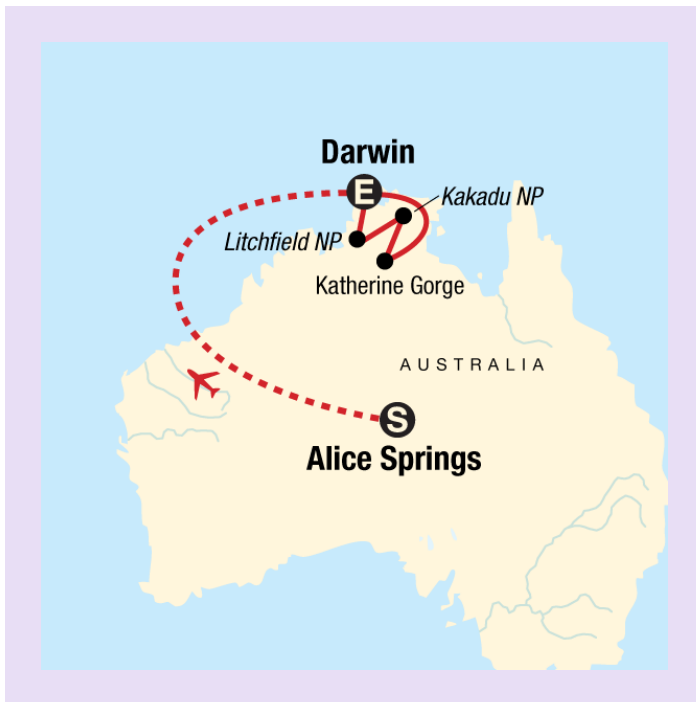 Darwin
E
Kakadu NP
Litchfield NP
Katherine Gorge
AUSTRALIA
S
Alice Springs